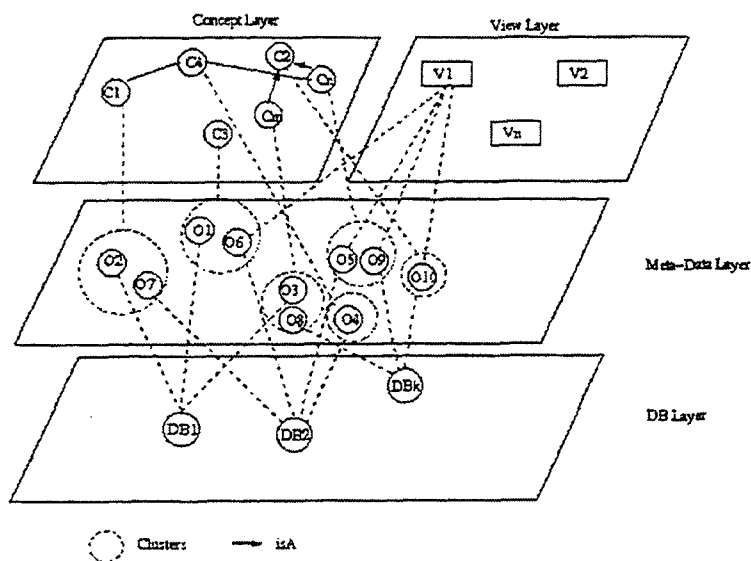 Concept Layer
View Layer
C4
C2
C1
Cm
C3
V1
V2
Vn
O1
O6
O2
O7
O5
O9
O10
O3
O8
O4
Meta-Data Layer
DBk
DB1
DB2
DB Layer
Clusters
isA